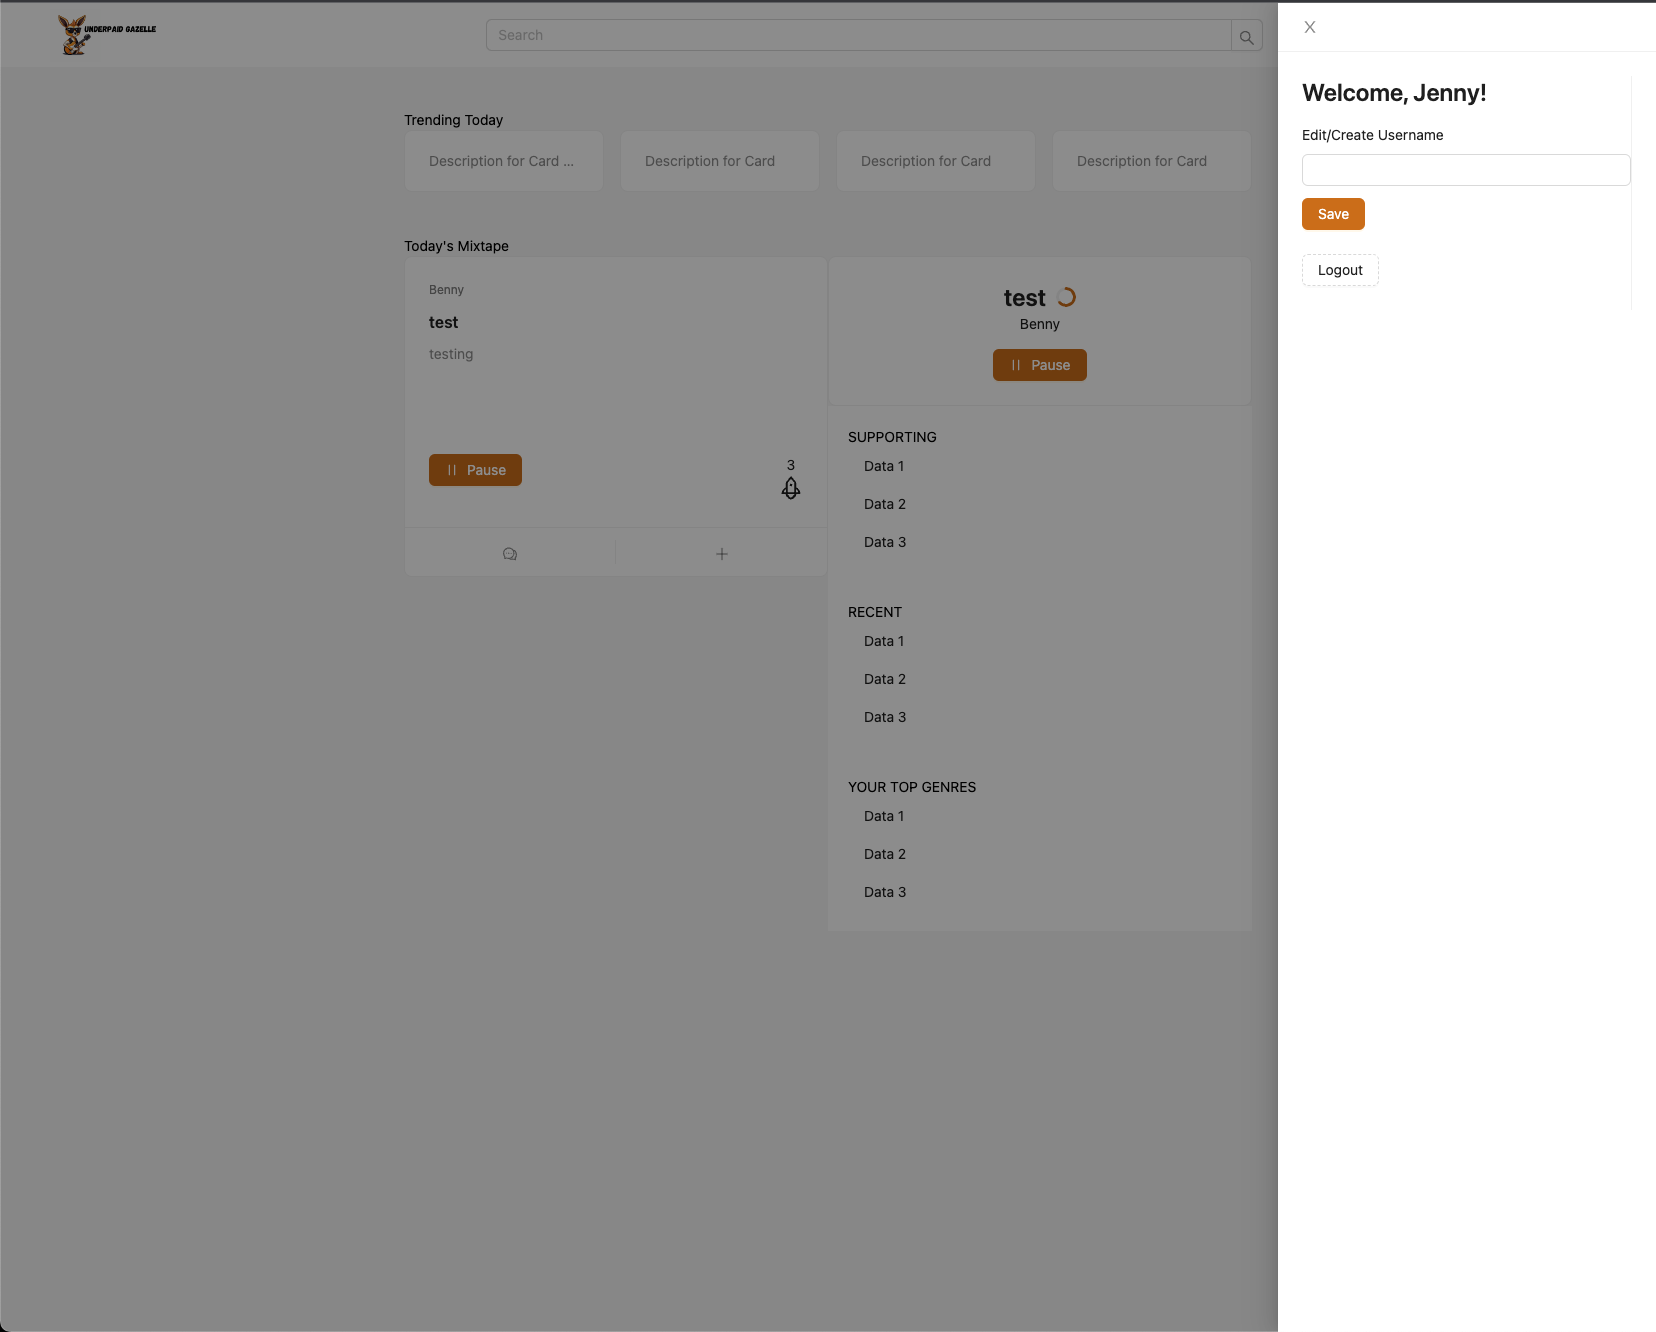 UNDERPAID GAZELLE
Search
Trending Today
Description for Card ...
Description for Card
Description for Card
Description for Card
Today's Mixtape
Benny
test
testing
Pause
3
test
Benny
Pause
SUPPORTING
Data 1
Data 2
Data 3
RECENT
Data 1
Data 2
Data 3
YOUR TOP GENRES
Data 1
Data 2
Data 3
Welcome, Jenny!
Edit/Create Username
Save
Logout